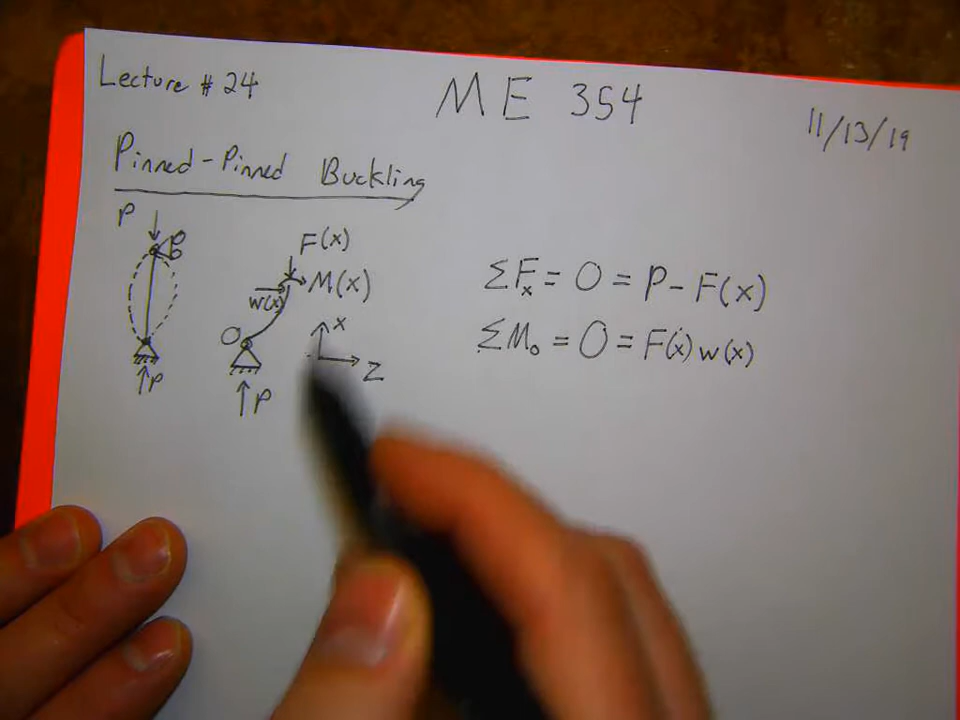 Lecture # 24
ME 354
11/13/19
Pinned-Pinned Buckling
P
P
F(x)
M(x)
w(x)
O
x
z
P
ΣFx = 0 = P - F(x)
ΣMo = 0 = F(x) w(x)